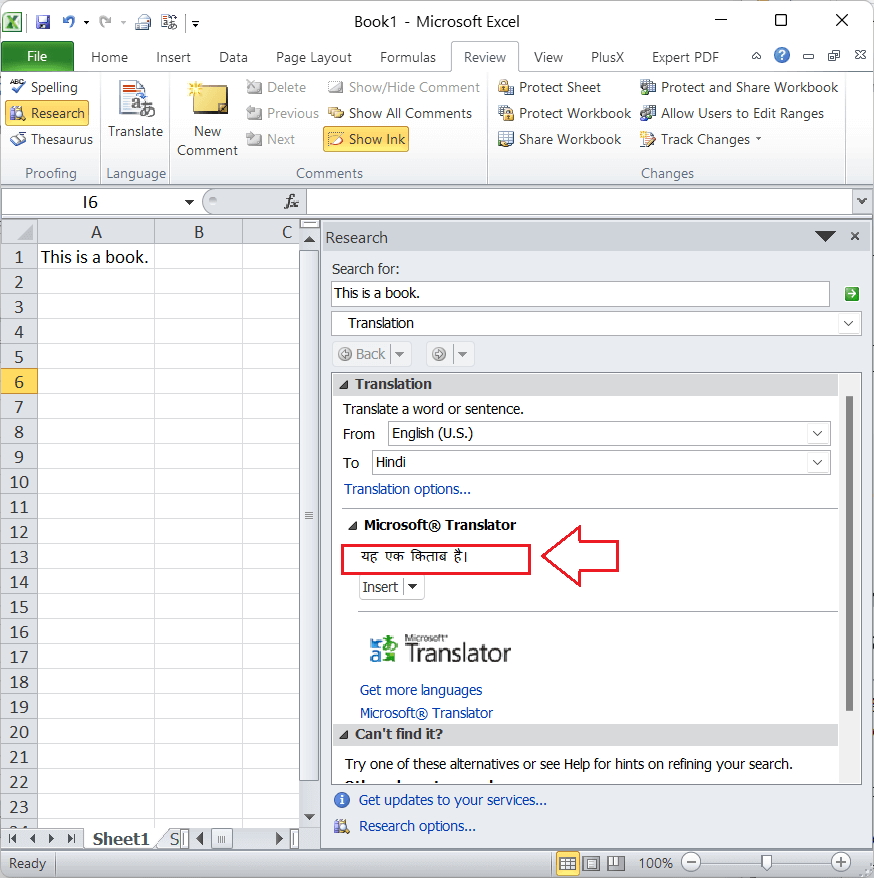 Book1 - Microsoft Excel
File Home Insert Data Page Layout Formulas Review View PlusX Expert PDF
Spelling
Research
Thesaurus
Proofing
Translate
Language
New
Comment
Delete
Previous
Next
Show/Hide Comment
Show All Comments
Show Ink
Comments
Protect Sheet
Protect Workbook
Share Workbook
Protect and Share Workbook
Allow Users to Edit Ranges
Track Changes
Changes
I6 fx
A B C
1 This is a book.
2
3
4
5
6
7
8
9
10
11
12
13
14
15
16
17
18
19
20
21
22
23
Research
Search for:
This is a book.
Translation
Back
Translation
Translate a word or sentence.
From English (U.S.)
To Hindi
Translation options...
Microsoft® Translator
यह एक किताब है।
Insert
Microsoft®
Translator
Get more languages
Microsoft® Translator
Can't find it?
Try one of these alternatives or see Help for hints on refining your search.
Get updates to your services...
Research options...
Sheet1 S
Ready 100%